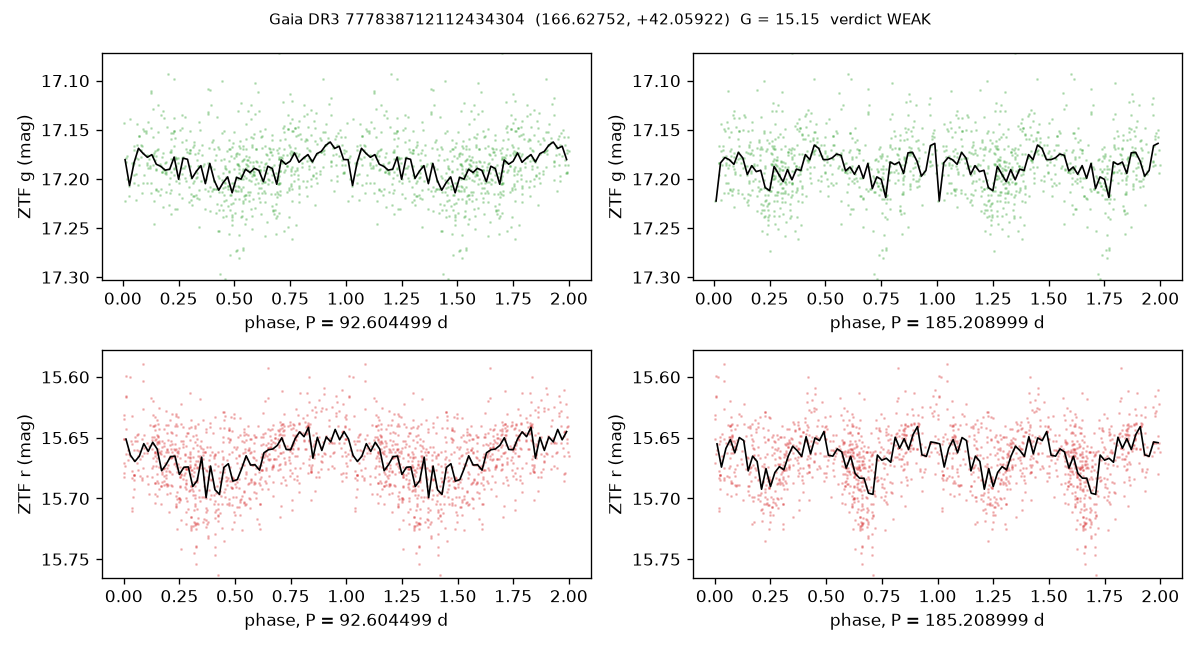 Gaia DR3 777838712112434304  (166.62752, +42.05922)  G = 15.15  verdict WEAK
ZTF g (mag)
17.10
17.15
17.20
17.25
17.30
0.00 0.25 0.50 0.75 1.00 1.25 1.50 1.75 2.00
phase, P = 92.604499 d
ZTF g (mag)
17.10
17.15
17.20
17.25
17.30
0.00 0.25 0.50 0.75 1.00 1.25 1.50 1.75 2.00
phase, P = 185.208999 d
ZTF r (mag)
15.60
15.65
15.70
15.75
0.00 0.25 0.50 0.75 1.00 1.25 1.50 1.75 2.00
phase, P = 92.604499 d
ZTF r (mag)
15.60
15.65
15.70
15.75
0.00 0.25 0.50 0.75 1.00 1.25 1.50 1.75 2.00
phase, P = 185.208999 d